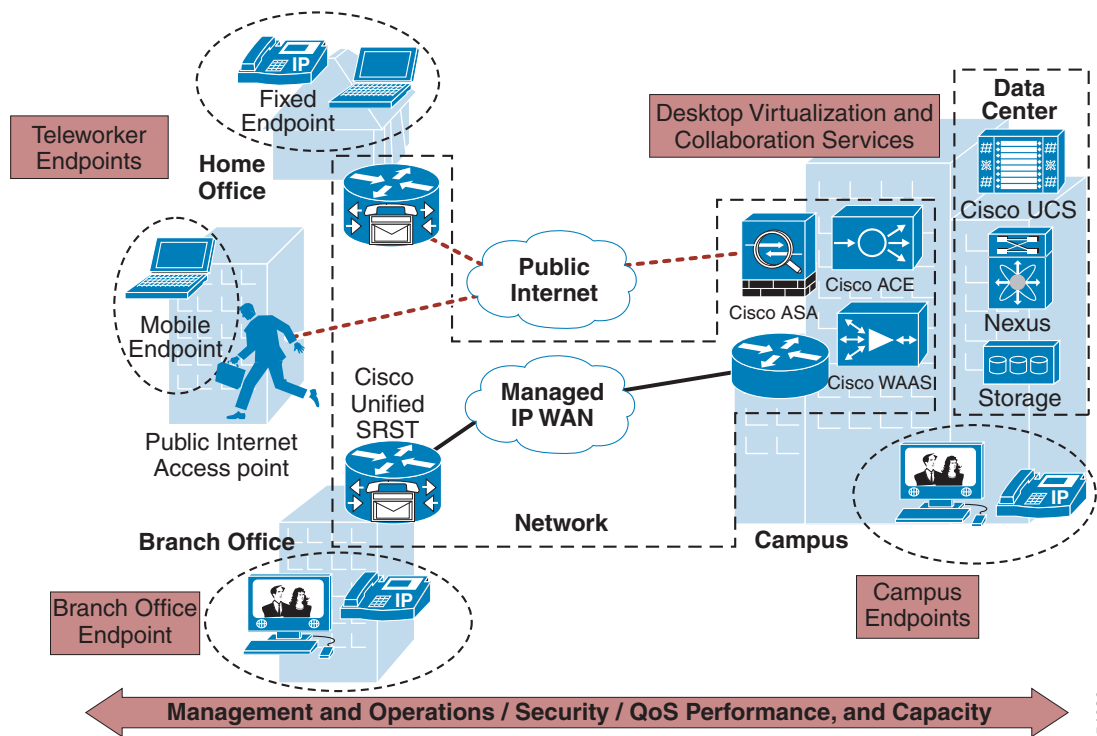 IP
Fixed
Endpoint
Teleworker
Endpoints
Home
Office
Desktop Virtualization and
Collaboration Services
Data
Center
Cisco UCS
Public
Internet
Cisco ASA
Cisco ACE
Nexus
Mobile
Endpoint
Cisco
Unified
SRST
Managed
IP WAN
Cisco WAAS
Storage
Public Internet
Access point
IP
Network
Branch Office
Campus
Branch Office
Endpoint
IP
Campus
Endpoints
Management and Operations / Security / QoS Performance, and Capacity